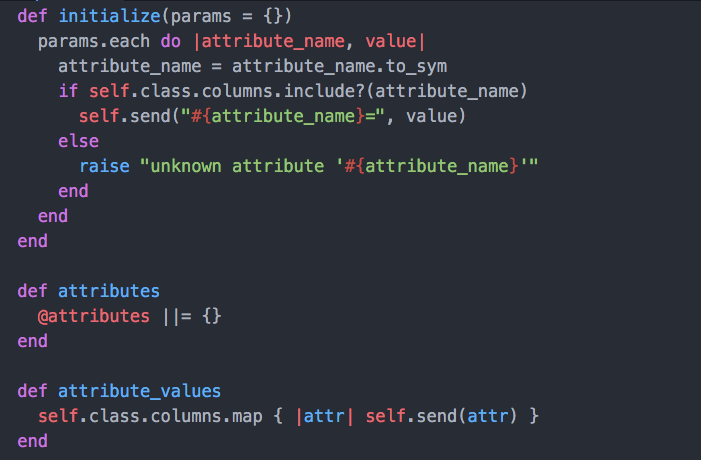 def initialize(params = {})
  params.each do |attribute_name, value|
    attribute_name = attribute_name.to_sym
    if self.class.columns.include?(attribute_name)
      self.send("#{attribute_name}=", value)
    else
      raise "unknown attribute '#{attribute_name}'"
    end
  end
end

def attributes
  @attributes ||= {}
end

def attribute_values
  self.class.columns.map { |attr| self.send(attr) }
end